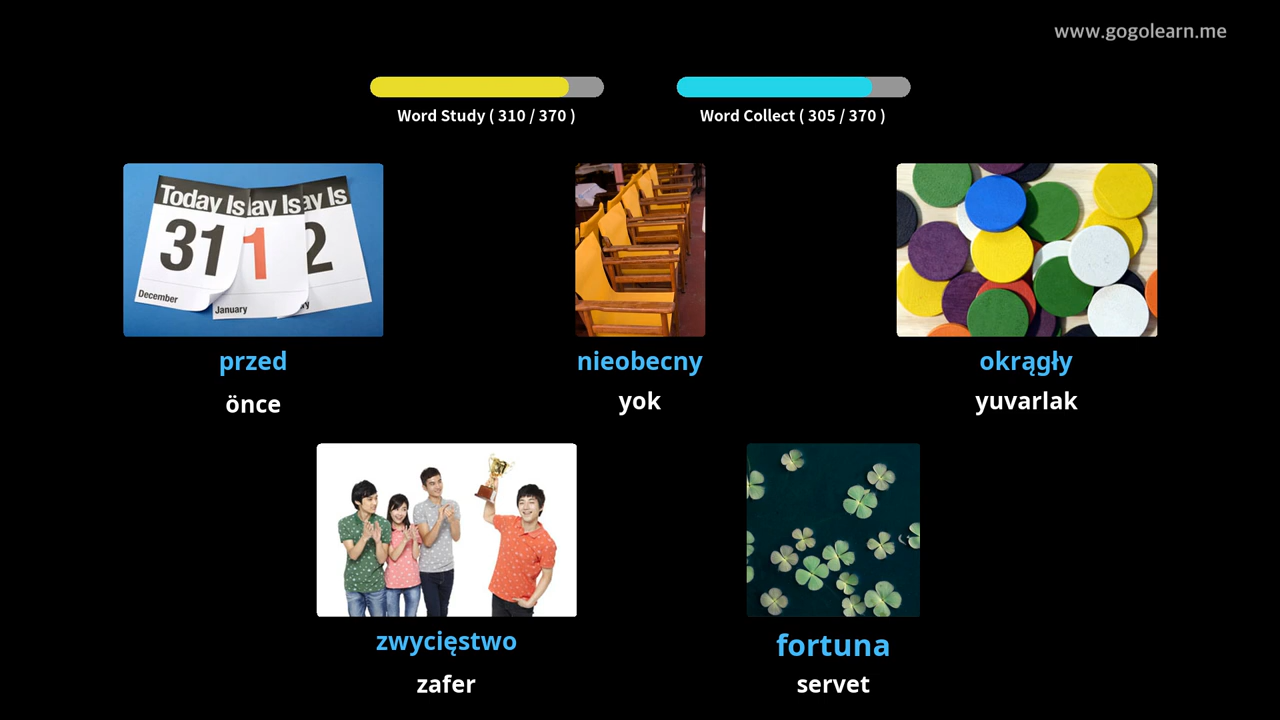 www.gogolearn.me
Word Study ( 310 / 370 )
Word Collect ( 305 / 370 )
Today Is
ay Is
ay Is
31
1
2
December
January
ry
przed
nieobecny
okrągły
önce
yok
yuvarlak
zwycięstwo
fortuna
zafer
servet